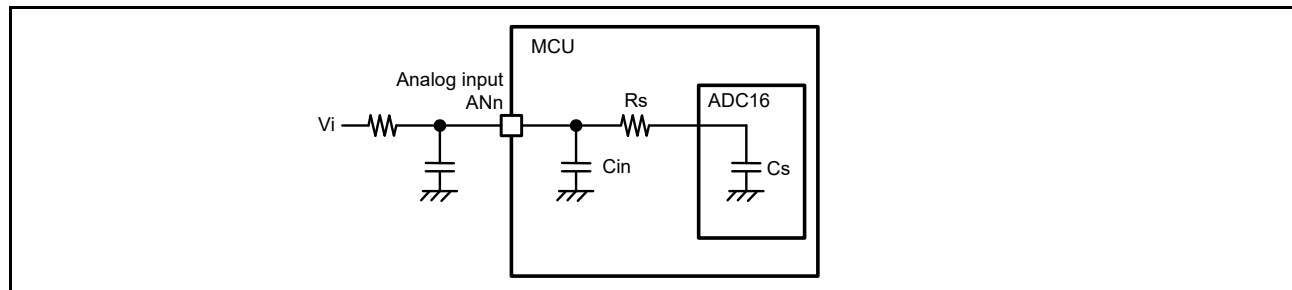 MCU
Analog input
ANn
Vi
Rs
ADC16
Cin
Cs